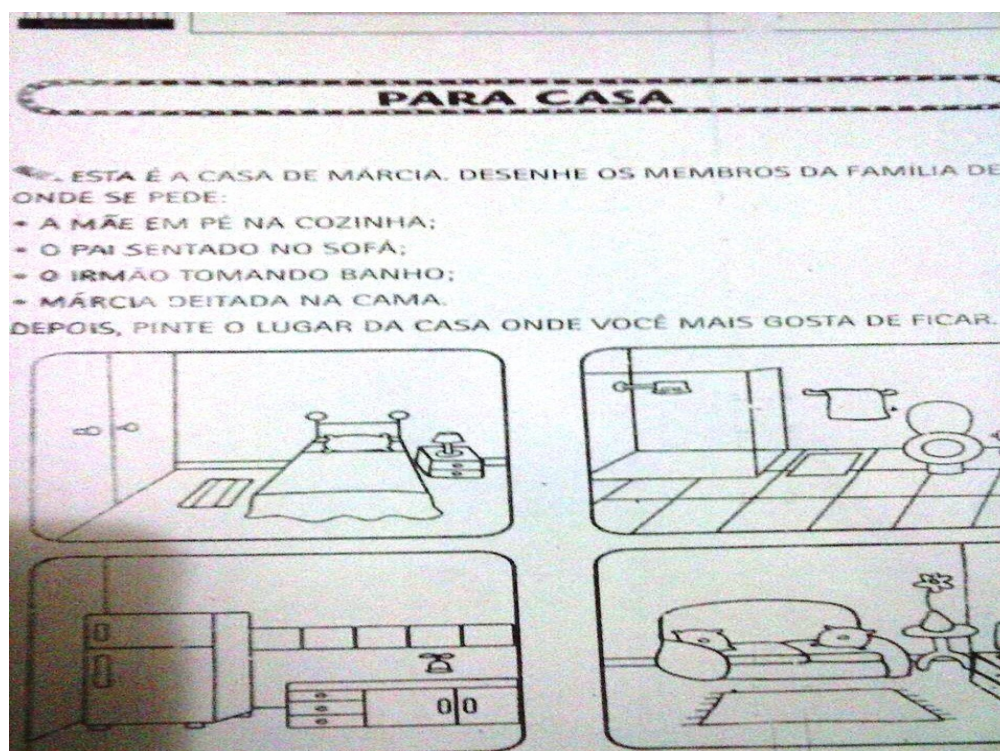 PARA CASA
ESTA É A CASA DE MÁRCIA. DESENHE OS MEMBROS DA FAMÍLIA DE
ONDE SE PEDE:
• A MÃE EM PÉ NA COZINHA;
• O PAI SENTADO NO SOFÁ;
• O IRMÃO TOMANDO BANHO;
• MÁRCIA DEITADA NA CAMA.
DEPOIS, PINTE O LUGAR DA CASA ONDE VOCÊ MAIS GOSTA DE FICAR.